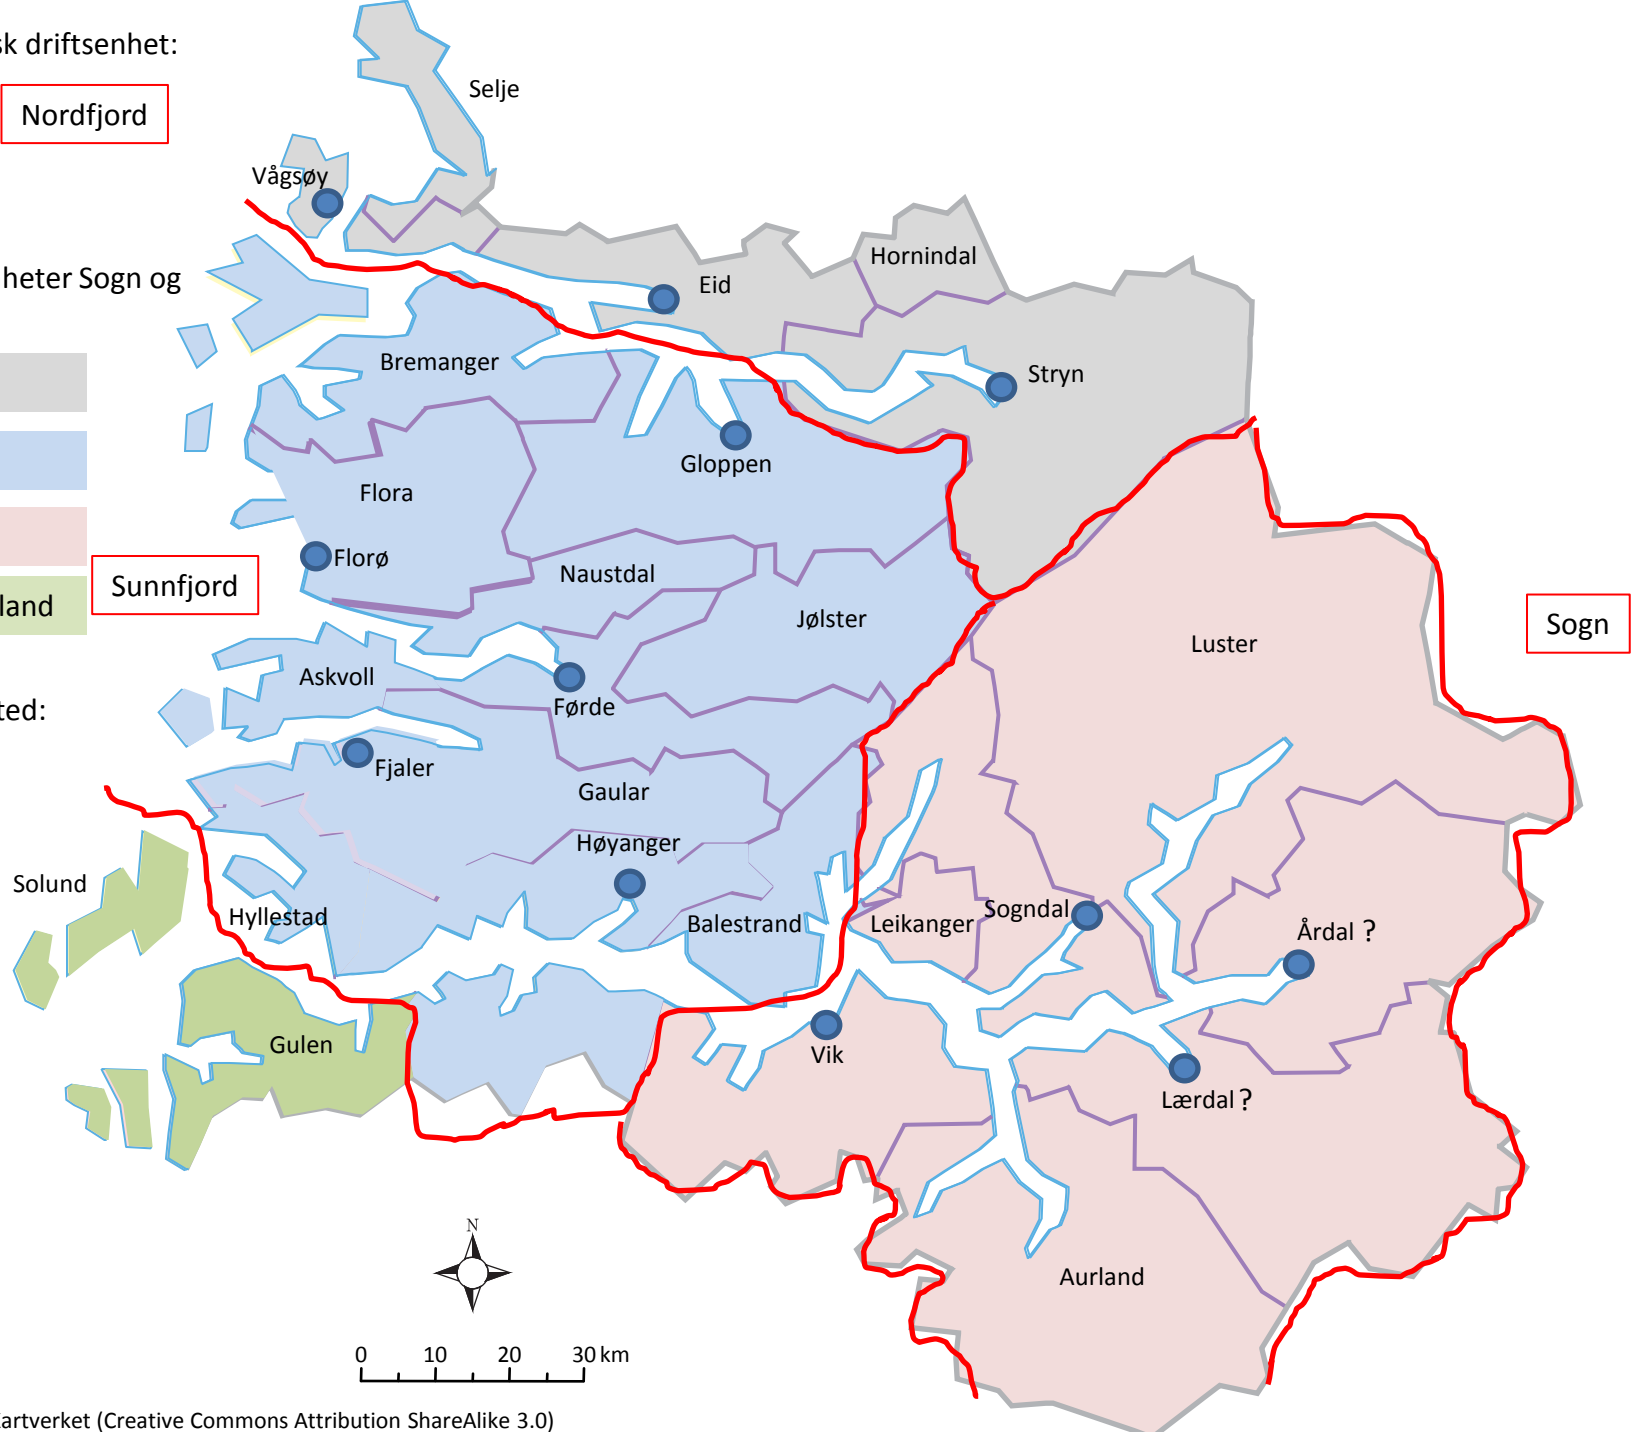 sk driftsenhet:
Nordfjord
Selje
Vågsøy
heter Sogn og
Eid
Hornindal
Stryn
Bremanger
Gloppen
Flora
Florø
Naustdal
Sunnfjord
land
Jølster
Sogn
Luster
Askvoll
ted:
Førde
Fjaler
Gaular
Høyanger
Solund
Hyllestad
Balestrand
Leikanger
Sogndal
Årdal ?
Gulen
Vik
Lærdal ?
Aurland
N
0 10 20 30 km
artverket (Creative Commons Attribution ShareAlike 3.0)